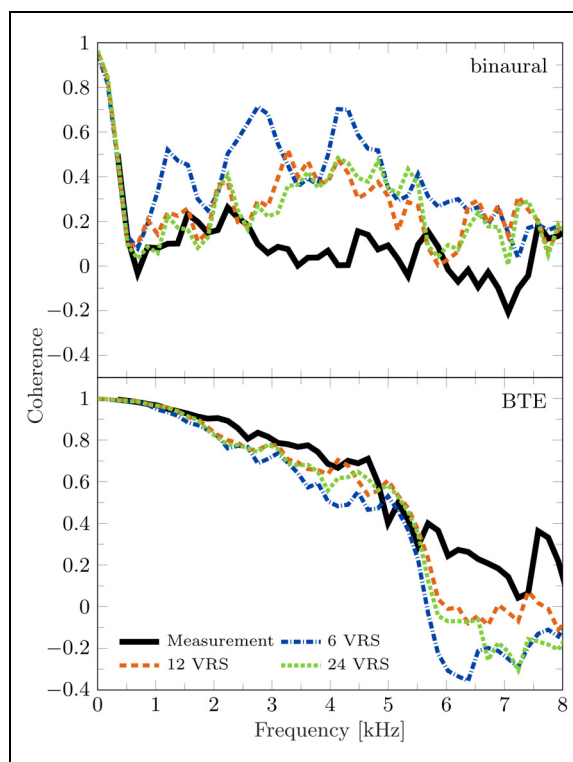 1
binaural
0.8
0.6
0.4
0.2
0
−0.2
−0.4
Coherence
1
BTE
0.8
0.6
0.4
0.2
0
−0.2
−0.4
Measurement
6 VRS
12 VRS
24 VRS
0 1 2 3 4 5 6 7 8
Frequency [kHz]